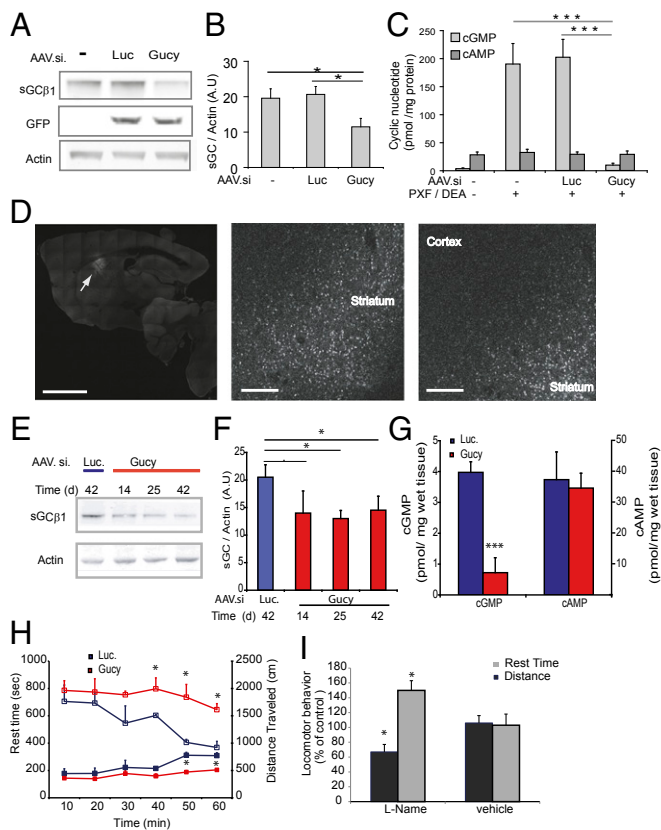 A
AAV.si. - Luc Gucy
sGCβ1
GFP
Actin
B
sGC / Actin (A.U)
30
20
10
0
* *
AAV.si - Luc Gucy
C
cGMP
cAMP
Cyclic nucleotide
(pmol /mg protein)
250
200
150
100
50
0
* * *
* * *
AAV.si - - Luc Gucy
PXF / DEA - + + +
D
Striatum
Cortex
Striatum
E
AAV. si. Luc. Gucy
Time (d) 42 14 25 42
sGCβ1
Actin
F
sGC / Actin (A.U)
25
20
15
10
5
0
*
*
AAV.si Luc. Gucy
Time (d) 42 14 25 42
G
Luc.
Gucy
cGMP
(pmol/ mg wet tissue)
5
4
3
2
1
0
***
cGMP cAMP
50
40
30
20
10
0
cAMP
(pmol/ mg wet tissue)
H
Luc.
Gucy
Rest time (sec)
1000
800
600
400
200
0
* * *
* *
10 20 30 40 50 60
Time (min)
2500
2000
1500
1000
500
0
Distance Traveled (cm)
I
Rest Time
Distance
Locomotor behavior
(% of control)
180
160
140
120
100
80
60
40
20
0
* *
L-Name vehicle